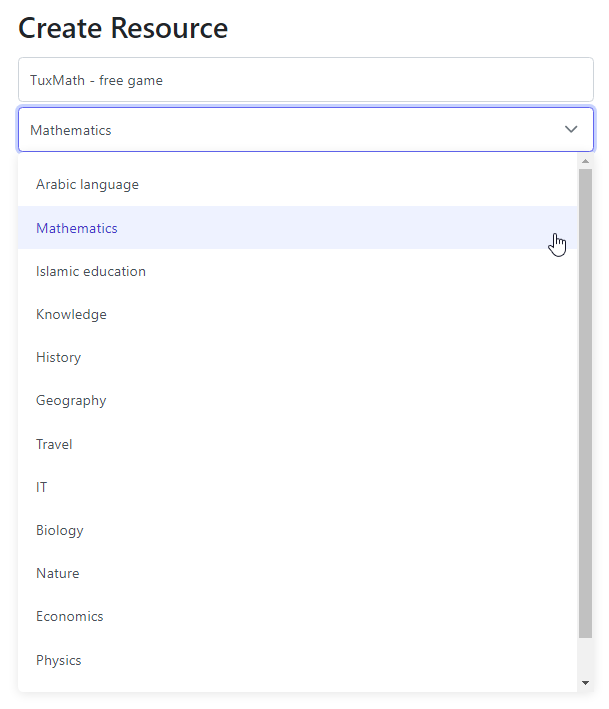 Create Resource
TuxMath - free game
Mathematics
Arabic language
Mathematics
Islamic education
Knowledge
History
Geography
Travel
IT
Biology
Nature
Economics
Physics